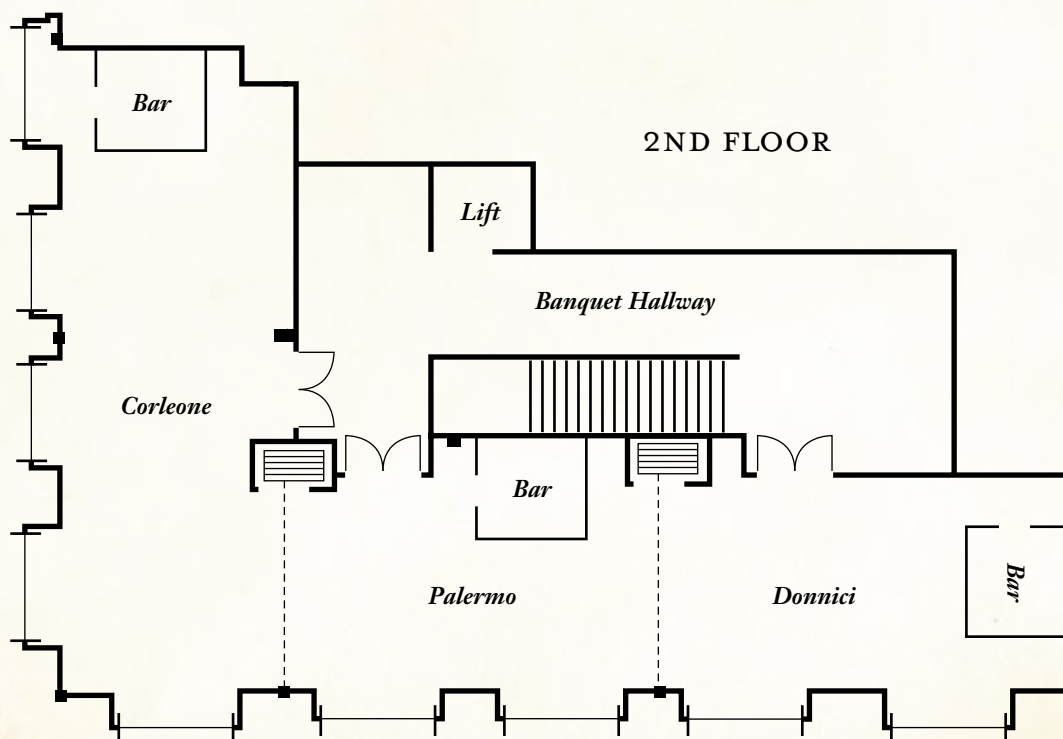 Bar
2ND FLOOR
Lift
Banquet Hallway
Corleone
Bar
Bar
Palermo
Donnici